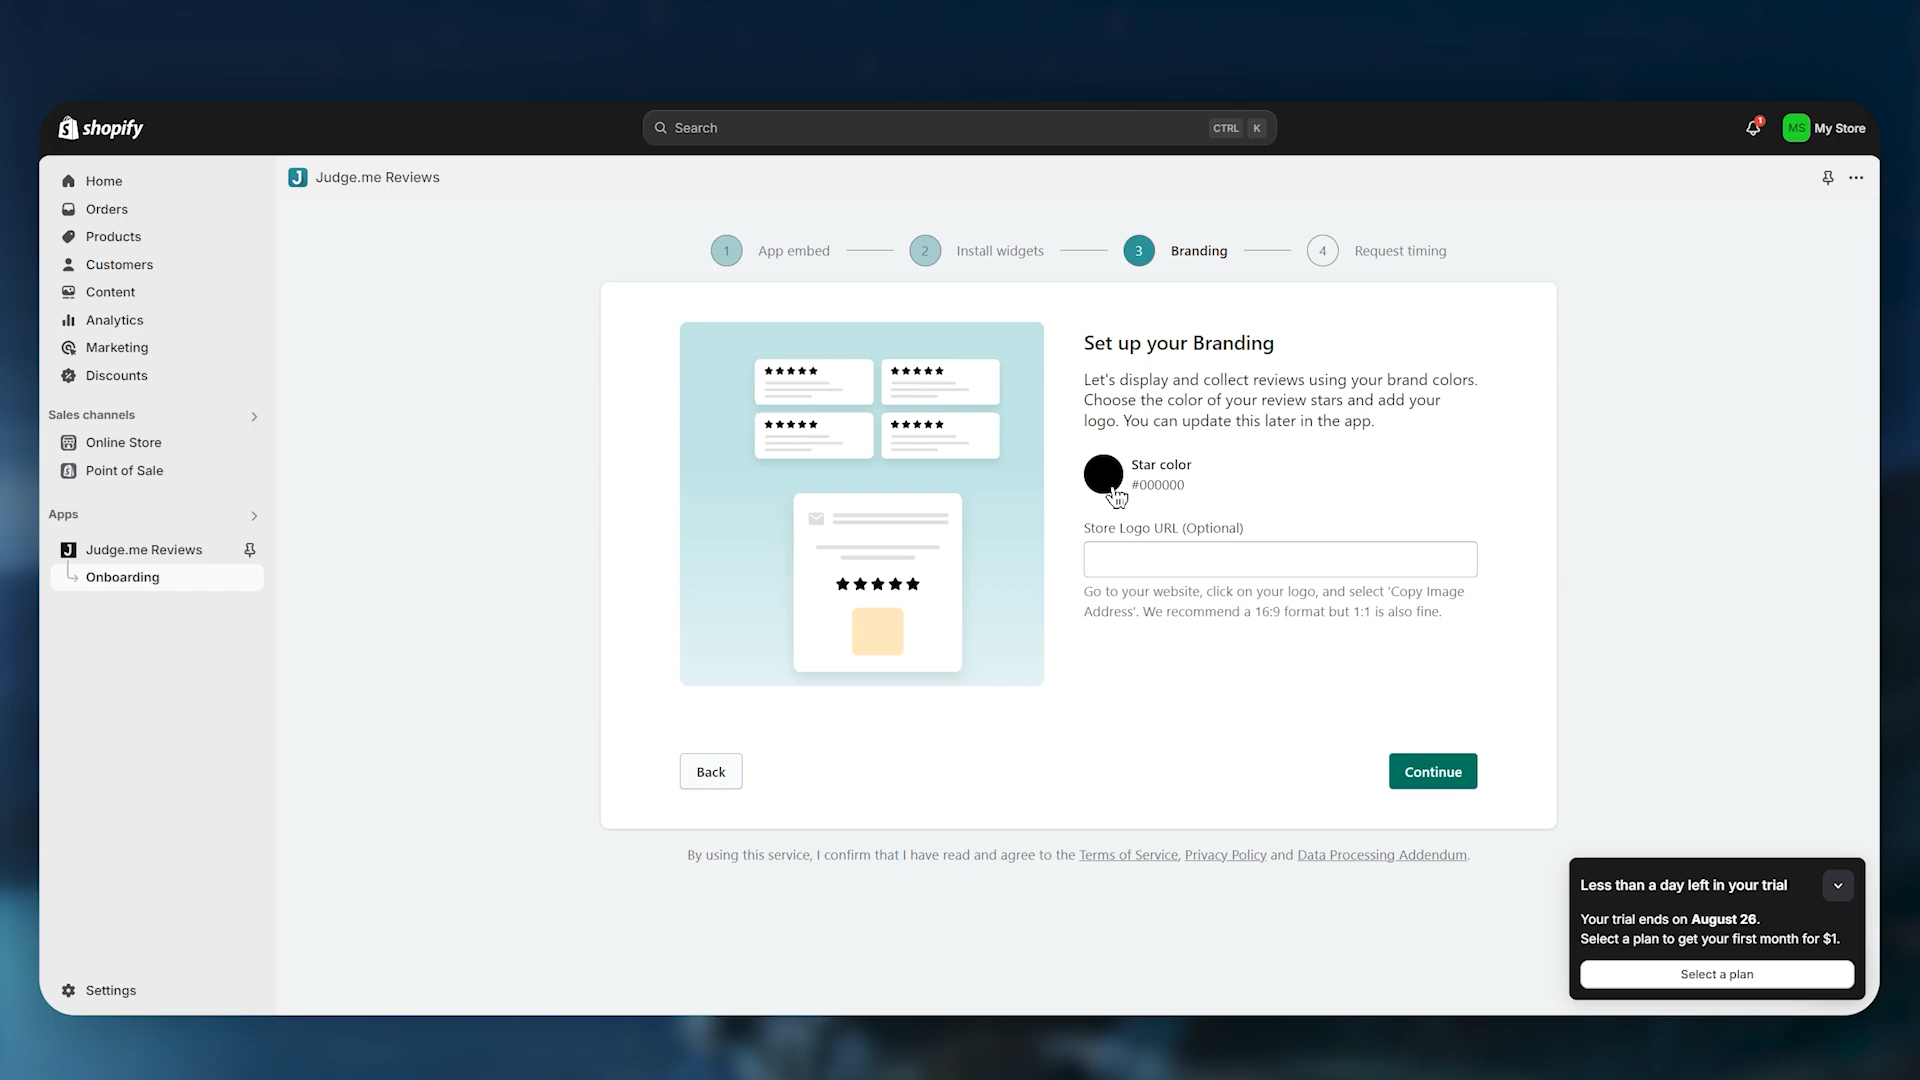 shopify
Search
CTRL K
1
MS
My Store
Home
Orders
Products
Customers
Content
Analytics
Marketing
Discounts
Sales channels
Online Store
Point of Sale
Apps
Judge.me Reviews
Onboarding
Settings
Judge.me Reviews
1 App embed
2 Install widgets
3 Branding
4 Request timing
Set up your Branding
Let's display and collect reviews using your brand colors.
Choose the color of your review stars and add your
logo. You can update this later in the app.
Star color
#000000
Store Logo URL (Optional)
Go to your website, click on your logo, and select 'Copy Image
Address'. We recommend a 16:9 format but 1:1 is also fine.
Back
Continue
By using this service, I confirm that I have read and agree to the Terms of Service, Privacy Policy and Data Processing Addendum.
Less than a day left in your trial
Your trial ends on August 26.
Select a plan to get your first month for $1.
Select a plan